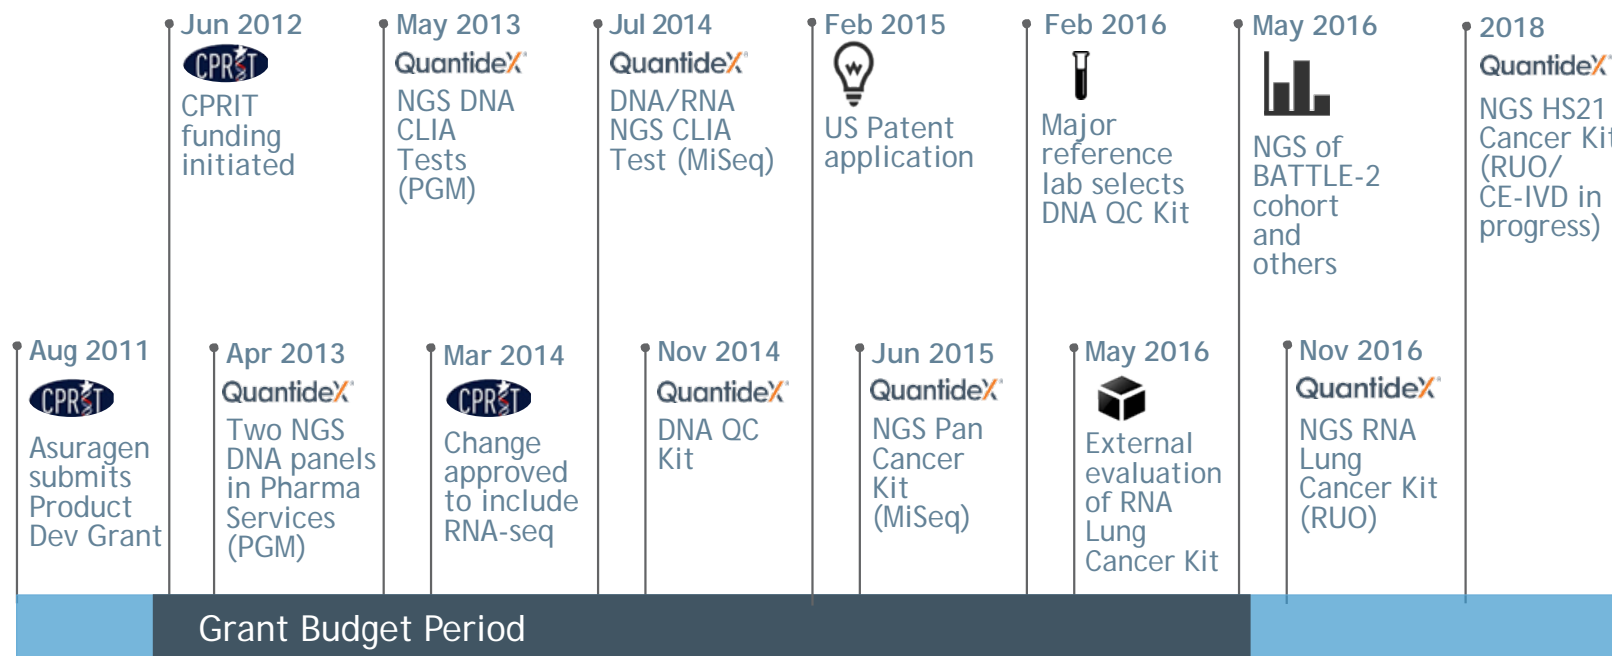 Jun 2012
CPRIT
CPRIT
funding
initiated
May 2013
QuantideX®
NGS DNA
CLIA
Tests
(PGM)
Jul 2014
QuantideX®
DNA/RNA
NGS CLIA
Test (MiSeq)
Feb 2015
US Patent
application
Feb 2016
Major
reference
lab selects
DNA QC Kit
May 2016
NGS of
BATTLE-2
cohort
and
others
2018
QuantideX®
NGS HS21
Cancer Kit
(RUO/
CE-IVD in
progress)
Aug 2011
CPRIT
Asuragen
submits
Product
Dev Grant
Apr 2013
QuantideX®
Two NGS
DNA panels
in Pharma
Services
(PGM)
Mar 2014
CPRIT
Change
approved
to include
RNA-seq
Nov 2014
QuantideX®
DNA QC
Kit
Jun 2015
QuantideX®
NGS Pan
Cancer
Kit
(MiSeq)
May 2016
External
evaluation
of RNA
Lung
Cancer Kit
Nov 2016
QuantideX®
NGS RNA
Lung
Cancer Kit
(RUO)
Grant Budget Period